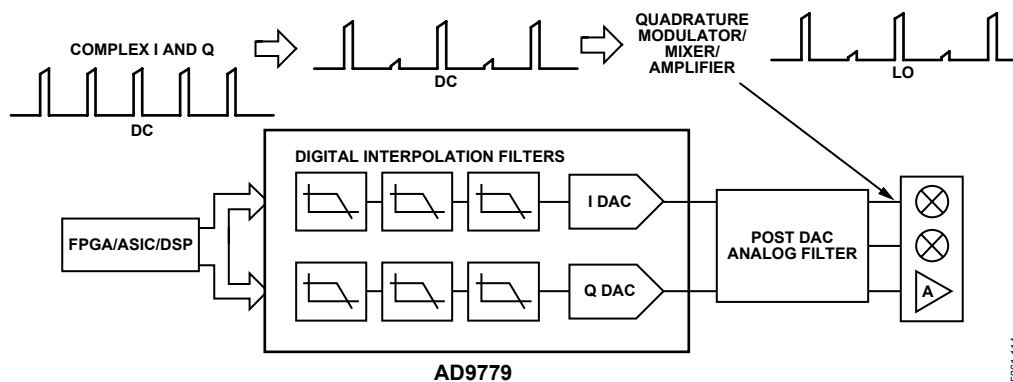 COMPLEX I AND Q
DC
DC
QUADRATURE
MODULATOR/
MIXER/
AMPLIFIER
LO
DIGITAL INTERPOLATION FILTERS
FPGA/ASIC/DSP
I DAC
Q DAC
POST DAC
ANALOG FILTER
A
AD9779